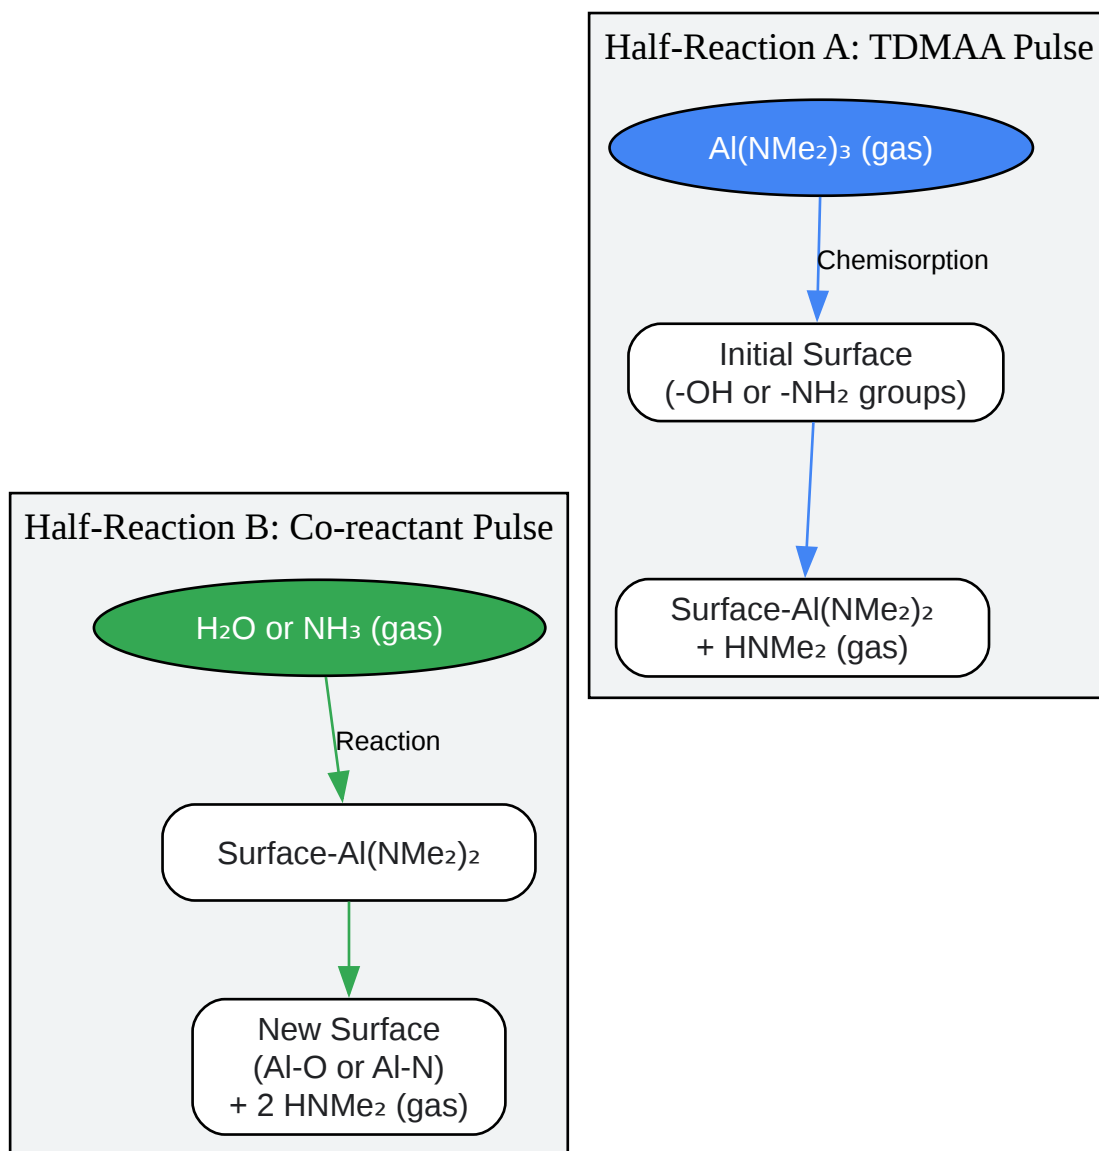 Half-Reaction A: TDMAA Pulse
Al(NMe₂)₃ (gas)
Chemisorption
Initial Surface
(-OH or -NH₂ groups)
Surface-Al(NMe₂)₂
+ HNMe₂ (gas)
Half-Reaction B: Co-reactant Pulse
H₂O or NH₃ (gas)
Reaction
Surface-Al(NMe₂)₂
New Surface
(Al-O or Al-N)
+ 2 HNMe₂ (gas)